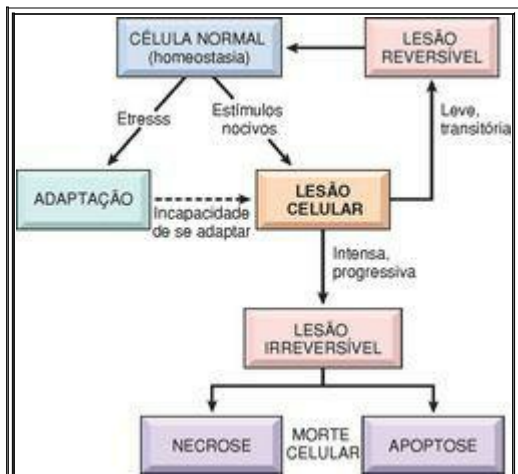 CÉLULA NORMAL
(homeostasia)
LESÃO
REVERSÍVEL
Etresss
Estímulos
nocivos
Leve,
transitória
ADAPTAÇÃO
Incapacidade
de se adaptar
LESÃO
CELULAR
Intensa,
progressiva
LESÃO
IRREVERSÍVEL
NECROSE
MORTE
CELULAR
APOPTOSE